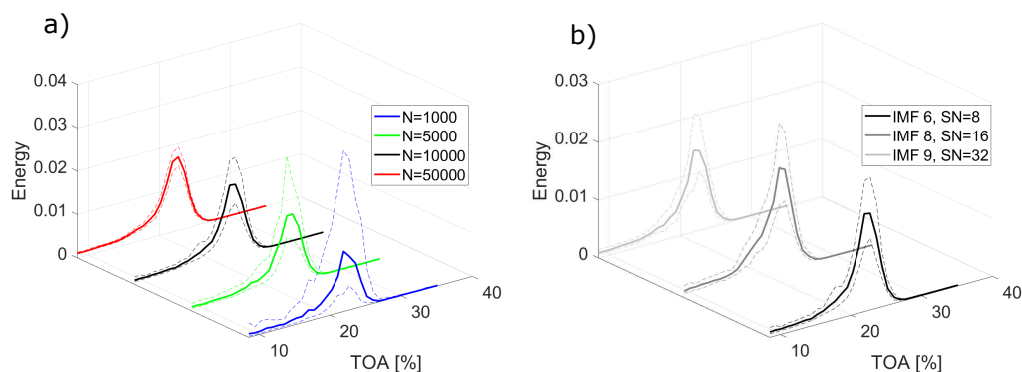 a)
0.04
0.03
0.02
0.01
0
Energy
N=1000
N=5000
N=10000
N=50000
10
20
30
40
TOA [%]
b)
0.03
0.02
0.01
0
Energy
IMF 6, SN=8
IMF 8, SN=16
IMF 9, SN=32
10
20
30
40
TOA [%]